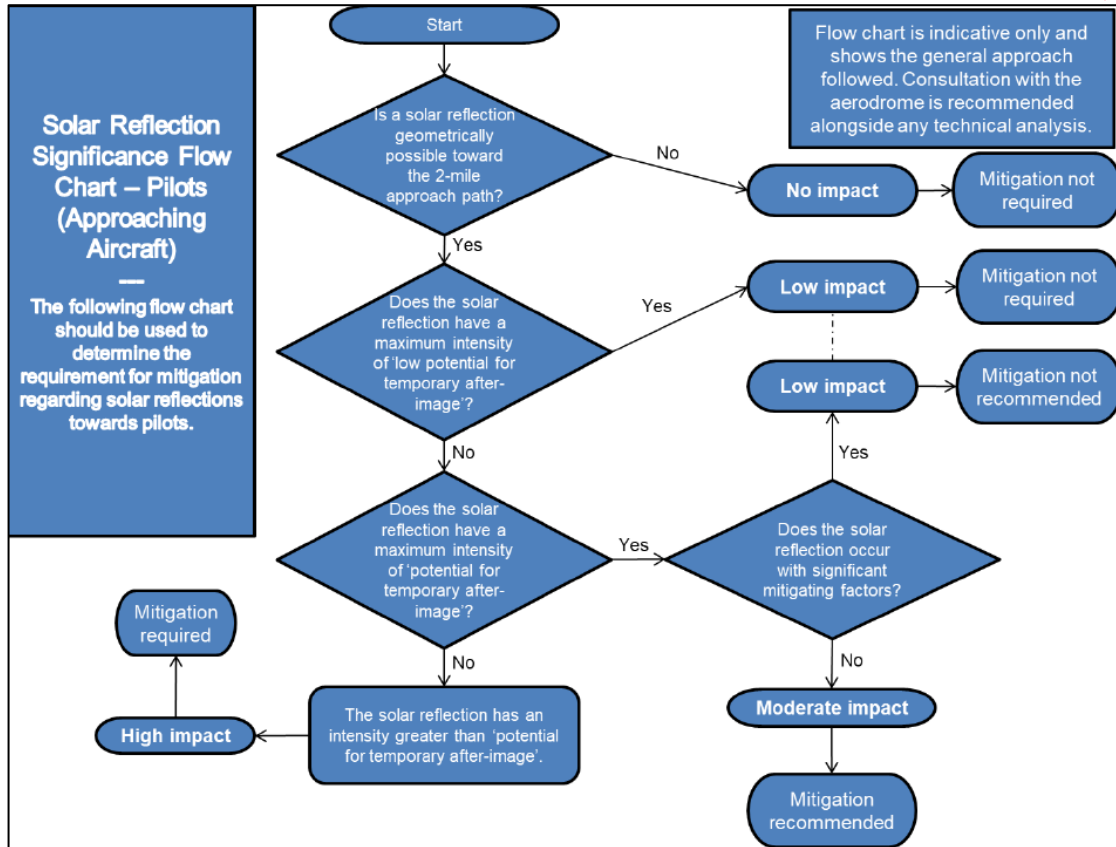 Solar Reflection
Significance Flow
Chart – Pilots
(Approaching
Aircraft)
---
The following flow chart
should be used to
determine the
requirement for mitigation
regarding solar reflections
towards pilots.
Start
Flow chart is indicative only and
shows the general approach
followed. Consultation with the
aerodrome is recommended
alongside any technical analysis.
Is a solar reflection
geometrically
possible toward
the 2-mile
approach path?
No
No impact
Mitigation not
required
Yes
Does the solar
reflection have a
maximum intensity
of ‘low potential for
temporary after-
image’?
Yes
Low impact
Mitigation not
required
Low impact
Mitigation not
recommended
No
Yes
Does the solar
reflection have a
maximum intensity
of ‘potential for
temporary after-
image’?
Yes
Does the solar
reflection occur
with significant
mitigating factors?
Mitigation
required
No
No
The solar reflection has an
intensity greater than ‘potential
for temporary after-image’.
High impact
Moderate impact
Mitigation
recommended